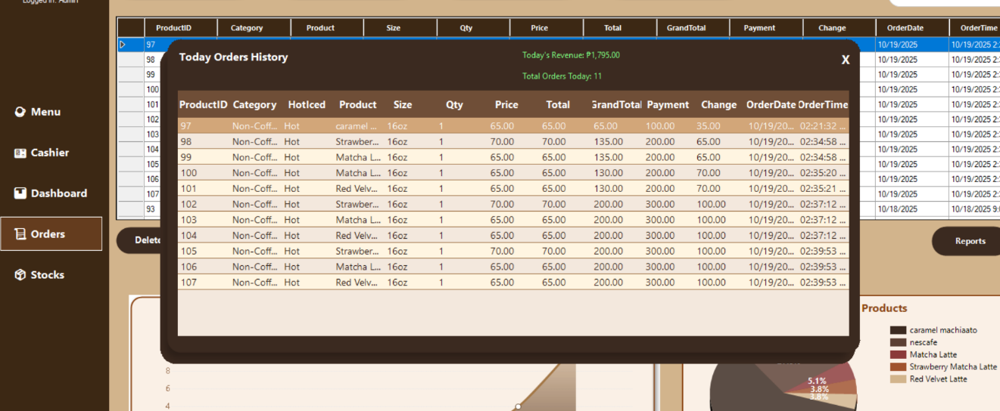 Logged in: Admin
Menu
Cashier
Dashboard
Orders
Stocks
ProductID Category Product Size Qty Price Total GrandTotal Payment Change OrderDate OrderTime
97 10/19/2025 10/19/2025 2:
98 10/19/2025 10/19/2025 2:
99 10/19/2025 10/19/2025 2:
100 10/19/2025 10/19/2025 2:
101 10/19/2025 10/19/2025 2:
102 10/19/2025 10/19/2025 2:
103 10/19/2025 10/19/2025 2:
104 10/19/2025 10/19/2025 2:
105 10/19/2025 10/19/2025 2:
106 10/19/2025 10/19/2025 2:
107 10/19/2025 10/19/2025 2:
93 10/18/2025 10/18/2025 9:
Delete
Reports
Today Orders History
Today's Revenue: ₱1,795.00
X
Total Orders Today: 11
ProductID Category HotIced Product Size Qty Price Total GrandTotal Payment Change OrderDate OrderTime
97 Non-Coff... Hot caramel ... 16oz 1 65.00 65.00 65.00 100.00 35.00 10/19/20... 02:21:32 ...
98 Non-Coff... Hot Strawber... 16oz 1 70.00 70.00 135.00 200.00 65.00 10/19/20... 02:34:58 ...
99 Non-Coff... Hot Matcha L... 16oz 1 65.00 65.00 135.00 200.00 65.00 10/19/20... 02:34:58 ...
100 Non-Coff... Hot Matcha L... 16oz 1 65.00 65.00 130.00 200.00 70.00 10/19/20... 02:35:20 ...
101 Non-Coff... Hot Red Velv... 16oz 1 65.00 65.00 130.00 200.00 70.00 10/19/20... 02:35:21 ...
102 Non-Coff... Hot Strawber... 16oz 1 70.00 70.00 200.00 300.00 100.00 10/19/20... 02:37:12 ...
103 Non-Coff... Hot Matcha L... 16oz 1 65.00 65.00 200.00 300.00 100.00 10/19/20... 02:37:12 ...
104 Non-Coff... Hot Red Velv... 16oz 1 65.00 65.00 200.00 300.00 100.00 10/19/20... 02:37:12 ...
105 Non-Coff... Hot Strawber... 16oz 1 70.00 70.00 200.00 300.00 100.00 10/19/20... 02:39:53 ...
106 Non-Coff... Hot Matcha L... 16oz 1 65.00 65.00 200.00 300.00 100.00 10/19/20... 02:39:53 ...
107 Non-Coff... Hot Red Velv... 16oz 1 65.00 65.00 200.00 300.00 100.00 10/19/20... 02:39:53 ...
8
6
4
Products
caramel machiaato
nescafe
Matcha Latte
Strawberry Matcha Latte
Red Velvet Latte
5.1%
3.8%
3.8%